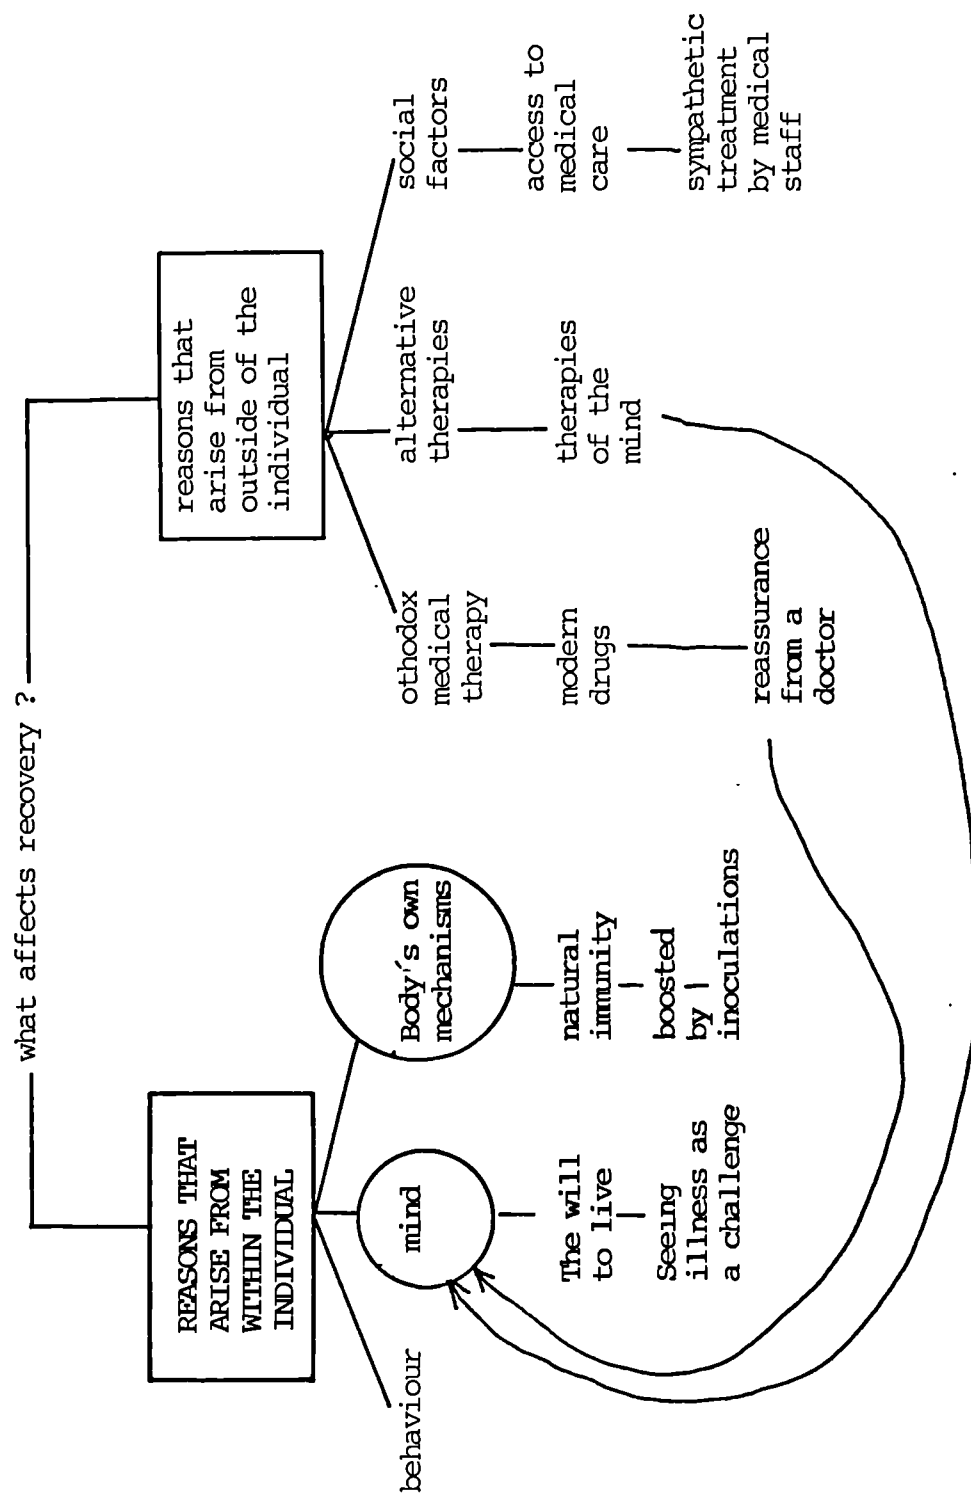 what affects recovery ?
REASONS THAT
ARISE FROM
WITHIN THE
INDIVIDUAL
behaviour
mind
The will
to live
Seeing
illness as
a challenge
Body's own
mechanisms
natural
immunity
boosted
by
inoculations
reasons that
arise from
outside of the
individual
othodox
medical
therapy
modern
drugs
reassurance
from a
doctor
alternative
therapies
therapies
of the
mind
social
factors
access to
medical
care
sympathetic
treatment
by medical
staff